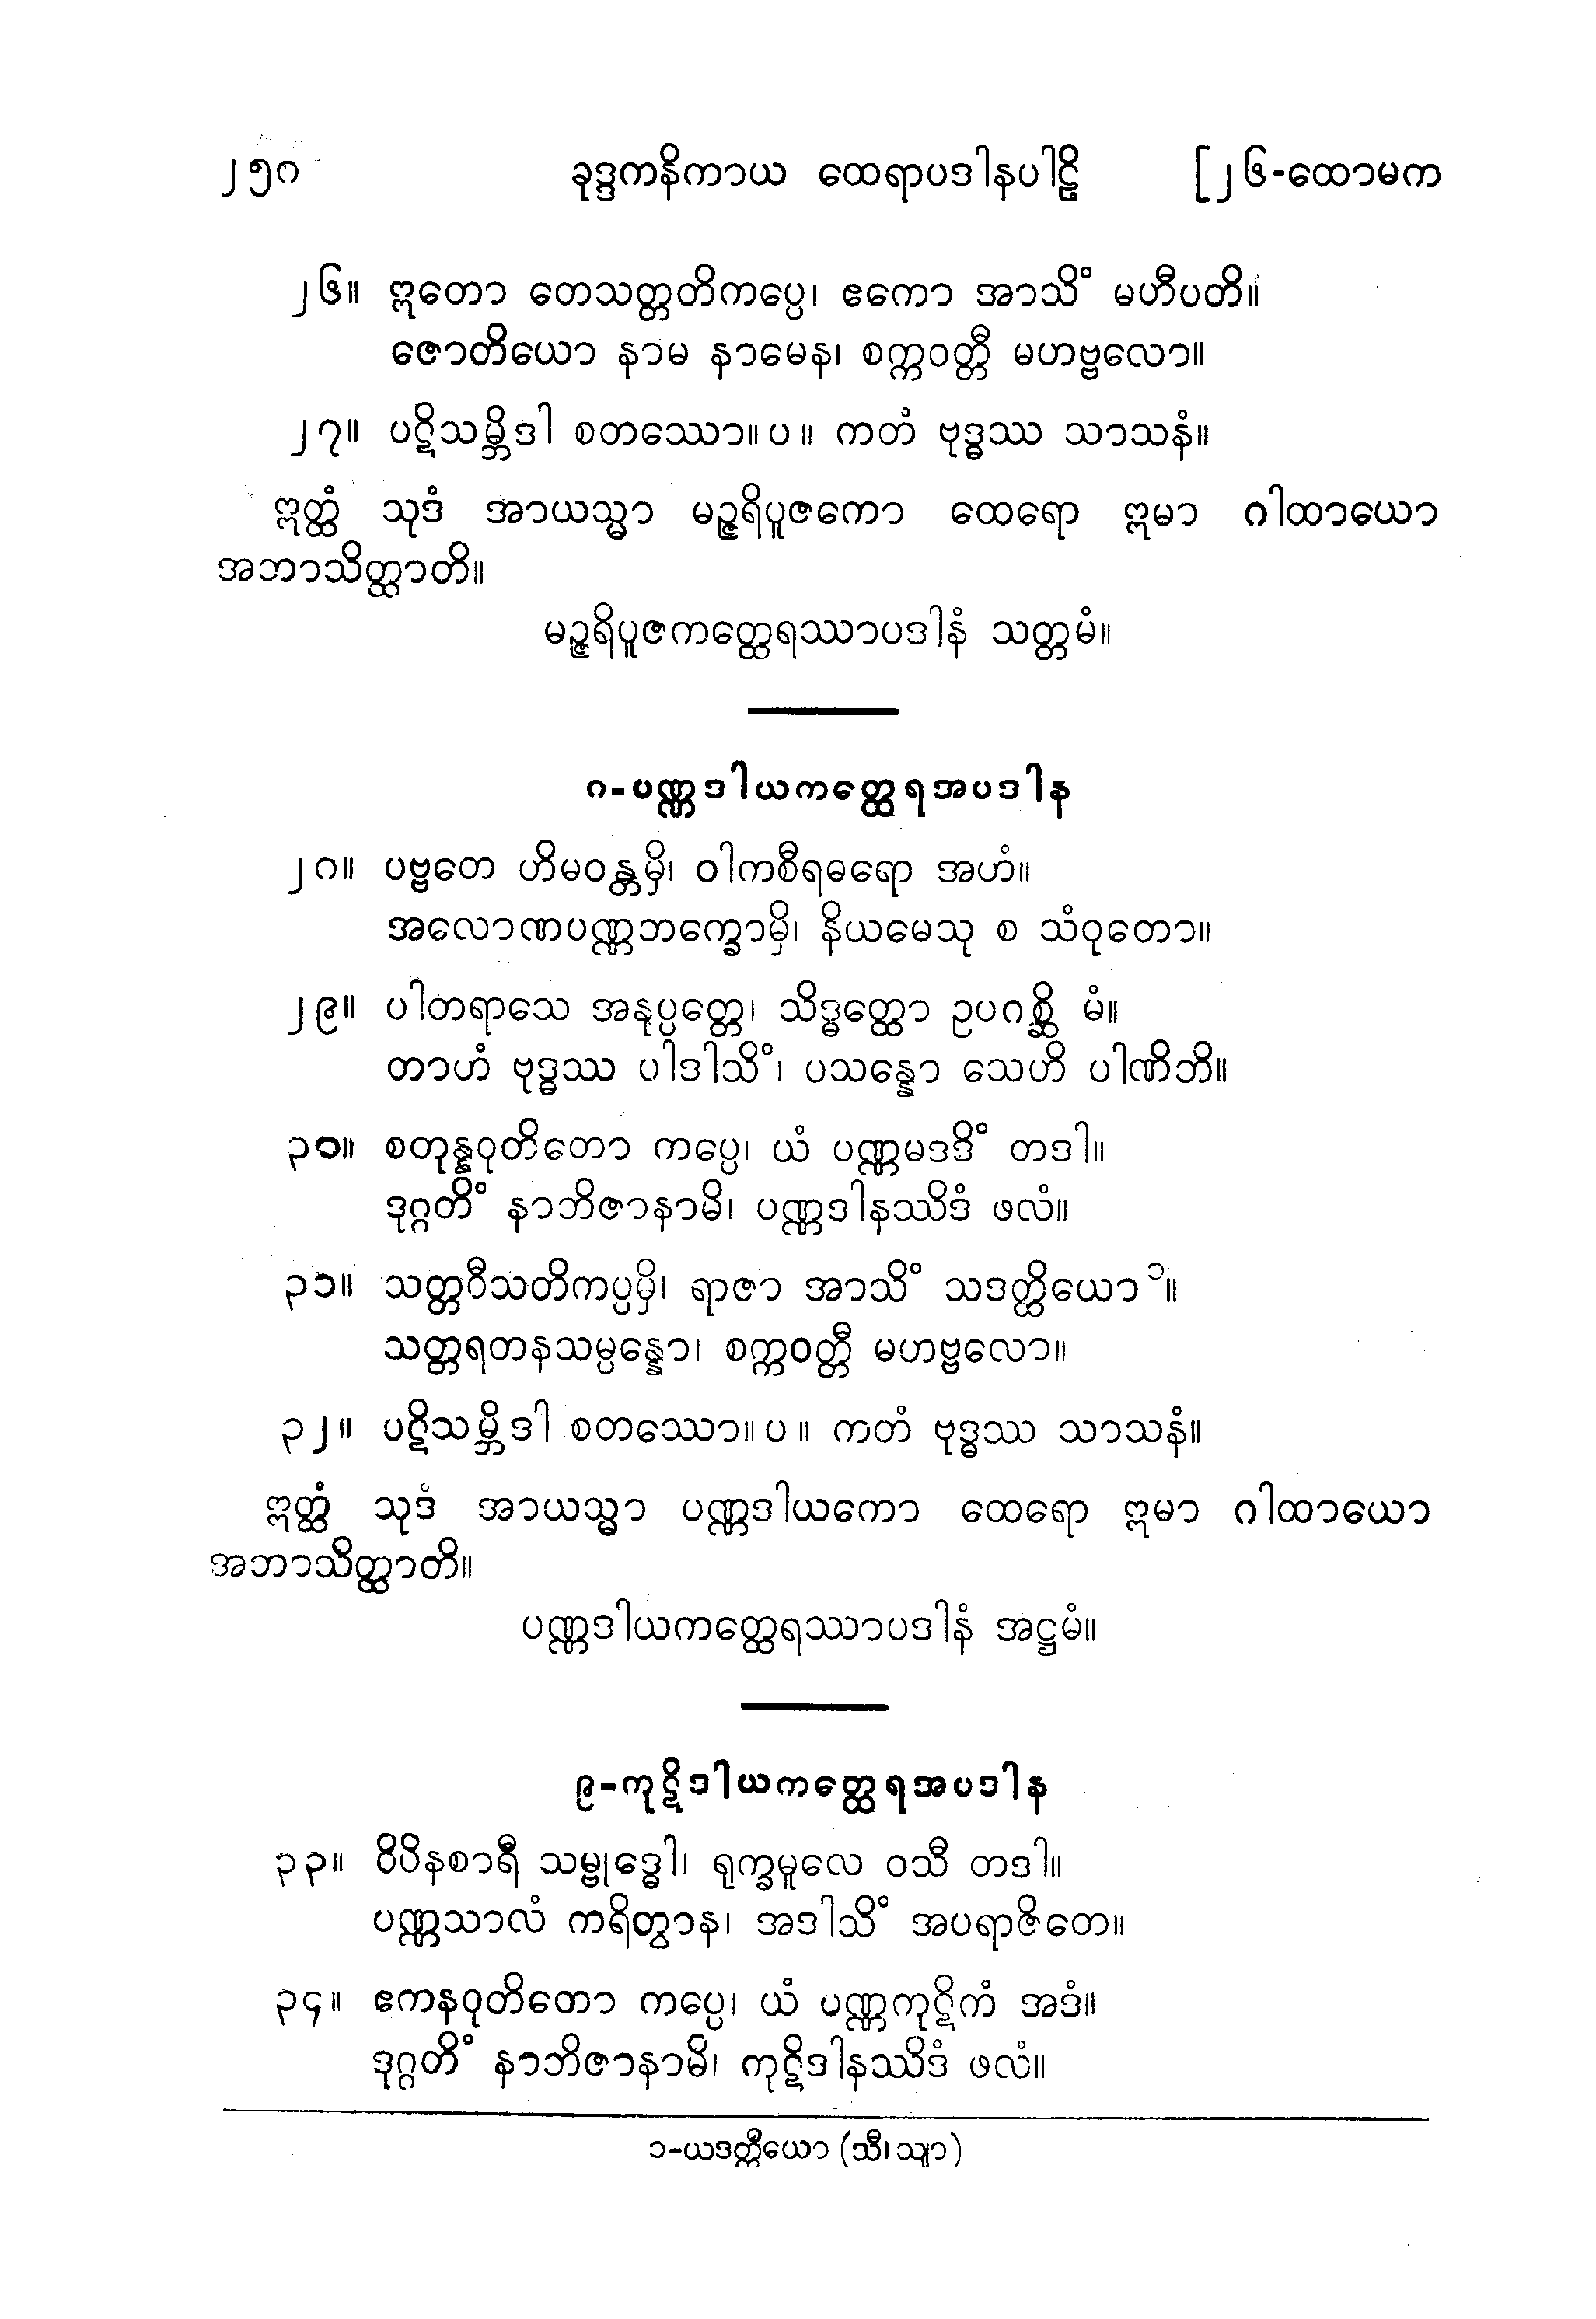 ၂၅၈ ခုဒ္ဒကနိကာယ ထေရာပဒါနပါဠိ [၂၆-ထောမက
၂၆။ ဣတော တေသတ္တတိကပ္ပေ၊ ဧကော အာသိံ မဟီပတိ။
ဇောတိယော နာမ နာမေန၊ စက္ကဝတ္တီ မဟဗ္ဗလော။
၂၇။ ပဋိသမ္ဘိဒါ စတဿော။ပ။ ကတံ ဗုဒ္ဓဿ သာသနံ။
ဣတ္ထံ သုဒံ အာယသ္မာ မဉ္ဇရိပူဇကော ထေရော ဣမာ ဂါထာယော
အဘာသိတ္ထာတိ။
မဉ္ဇရိပူဇကတ္ထေရဿာပဒါနံ သတ္တမံ။
၈-ပဏ္ဏဒါယကတ္ထေရအပဒါန
၂၈။ ပဗ္ဗတေ ဟိမဝန္တမှိ၊ ဝါကစီရဓရော အဟံ။
အလောဏပဏ္ဏဘက္ခောမှိ၊ နိယမေသု စ သံဝုတော။
၂၉။ ပါတရာသေ အနုပ္ပတ္တေ၊ သိဒ္ဓတ္ထော ဥပဂစ္ဆိ မံ။
တာဟံ ဗုဒ္ဓဿ ပါဒါသိံ၊ ပသန္နော သေဟိ ပါဏိဘိ။
၃၀။ စတုန္နဝုတိတော ကပ္ပေ၊ ယံ ပဏ္ဏမဒဒိံ တဒါ။
ဒုဂ္ဂတိံ နာဘိဇာနာမိ၊ ပဏ္ဏဒါနဿိဒံ ဖလံ။
၃၁။ သတ္တဝီသတိကပ္ပမှိ၊ ရာဇာ အာသိံ သဒတ္ထိယော ၁။
သတ္တရတနသမ္ပန္နော၊ စက္ကဝတ္တီ မဟဗ္ဗလော။
၃၂။ ပဋိသမ္ဘိဒါ စတဿော။ပ။ ကတံ ဗုဒ္ဓဿ သာသနံ။
ဣတ္ထံ သုဒံ အာယသ္မာ ပဏ္ဏဒါယကော ထေရော ဣမာ ဂါထာယော
အဘာသိတ္ထာတိ။
ပဏ္ဏဒါယကတ္ထေရဿာပဒါနံ အဋ္ဌမံ။
၉-ကုဋိဒါယကတ္ထေရအပဒါန
၃၃။ ဝိပိနစာရီ သမ္ဗုဒ္ဓေါ၊ ရုက္ခမူလေ ဝသီ တဒါ။
ပဏ္ဏသာလံ ကရိတွာန၊ အဒါသိံ အပရာဇိတေ။
၃၄။ ဧကနဝုတိတော ကပ္ပေ၊ ယံ ပဏ္ဏကုဋိကံ အဒံ။
ဒုဂ္ဂတိံ နာဘိဇာနာမိ၊ ကုဋိဒါနဿိဒံ ဖလံ။
၁-ယဒတ္ထိယော (သီ၊သျာ)